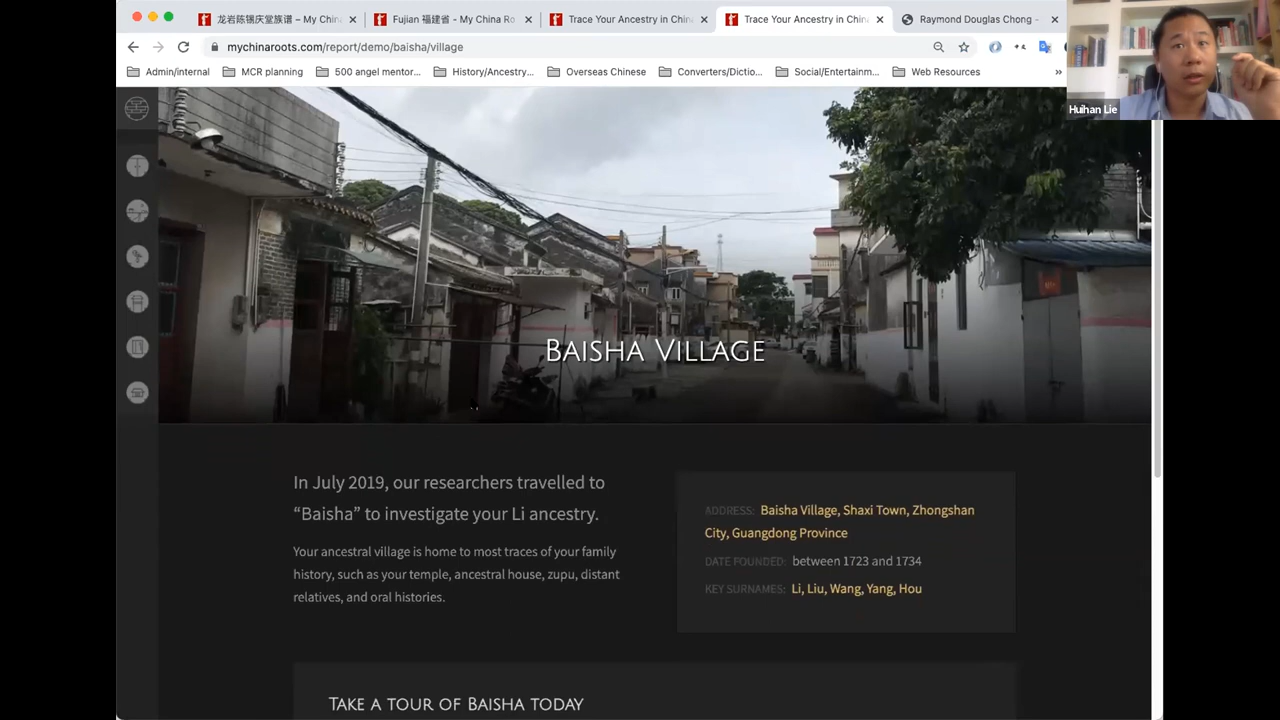 龙岩陈锡庆堂族谱 – My China
Fujian 福建省 - My China Ro
Trace Your Ancestry in China
Trace Your Ancestry in China
Raymond Douglas Chong -
mychinaroots.com/report/demo/baisha/village
Admin/internal
MCR planning
500 angel mentor...
History/Ancestry...
Overseas Chinese
Converters/Dictio...
Social/Entertainm...
Web Resources
»
Huihan Lie
BAISHA VILLAGE
In July 2019, our researchers travelled to
“Baisha” to investigate your Li ancestry.
Your ancestral village is home to most traces of your family
history, such as your temple, ancestral house, zupu, distant
relatives, and oral histories.
ADDRESS: Baisha Village, Shaxi Town, Zhongshan
City, Guangdong Province
DATE FOUNDED: between 1723 and 1734
KEY SURNAMES: Li, Liu, Wang, Yang, Hou
TAKE A TOUR OF BAISHA TODAY